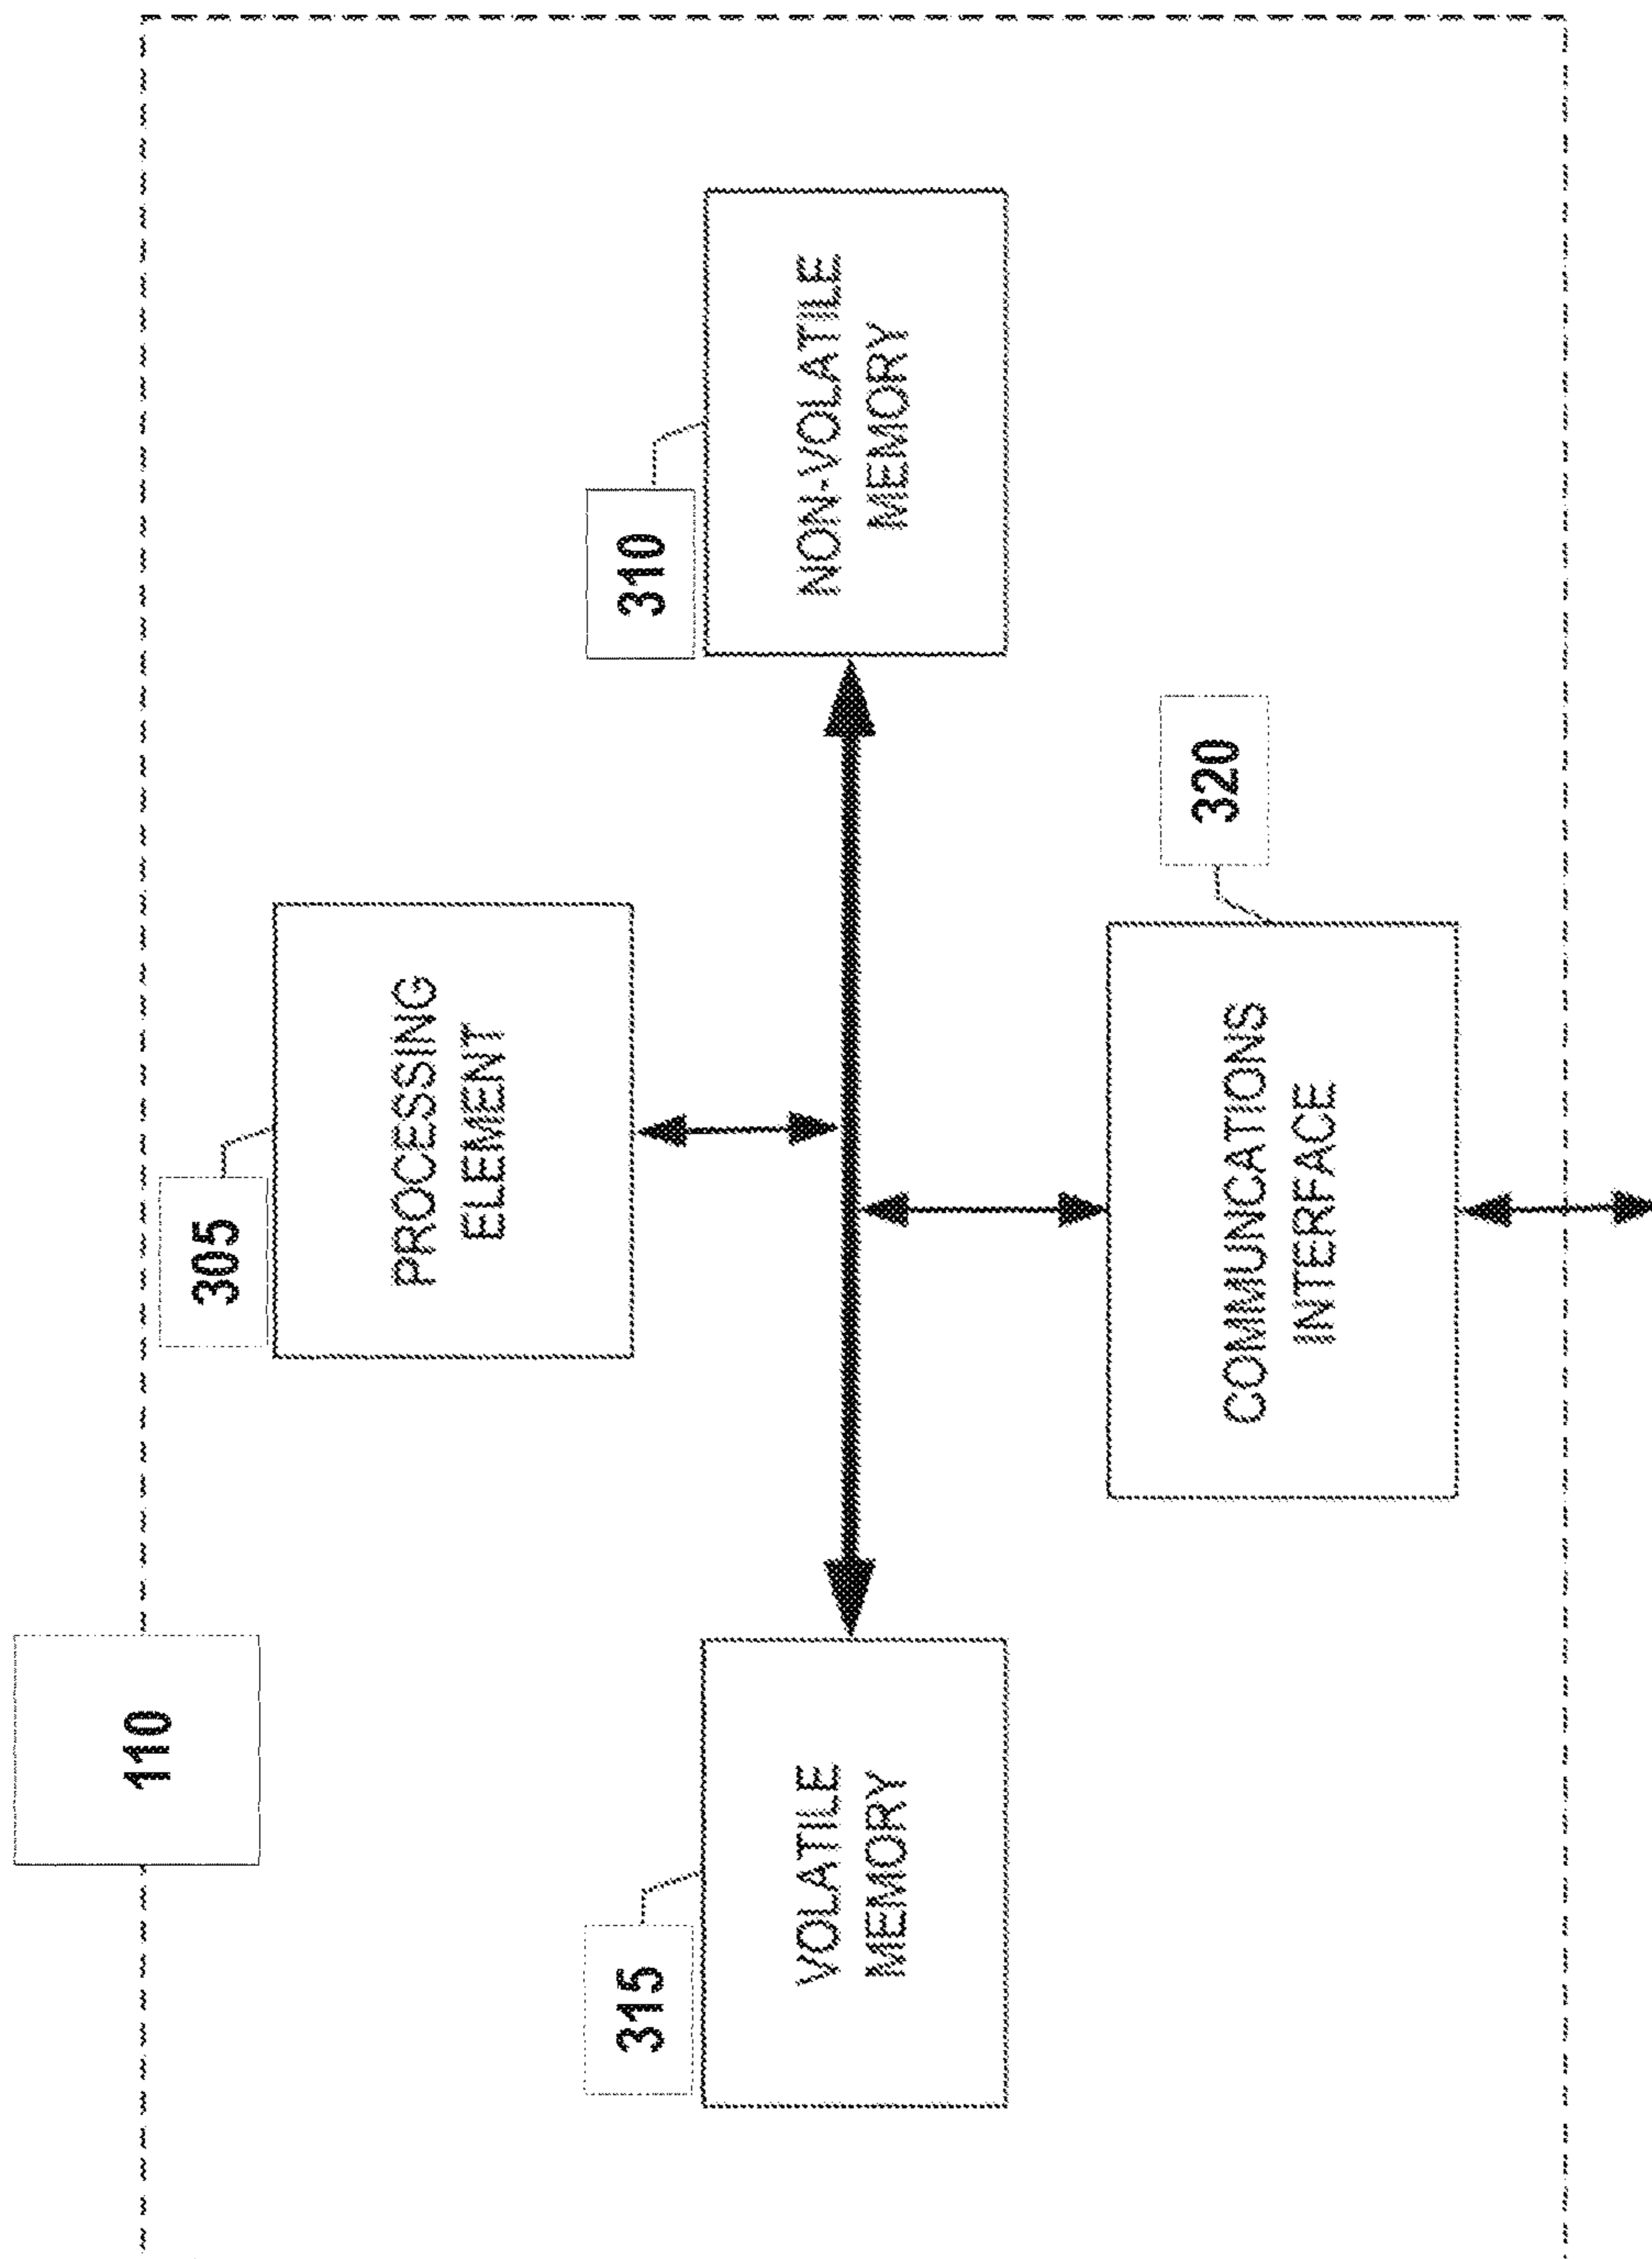 110
305
PROCESSING
ELEMENT
315
VOLATILE
MEMORY
310
NON-VOLATILE
MEMORY
320
COMMUNCATIONS
INTERFACE